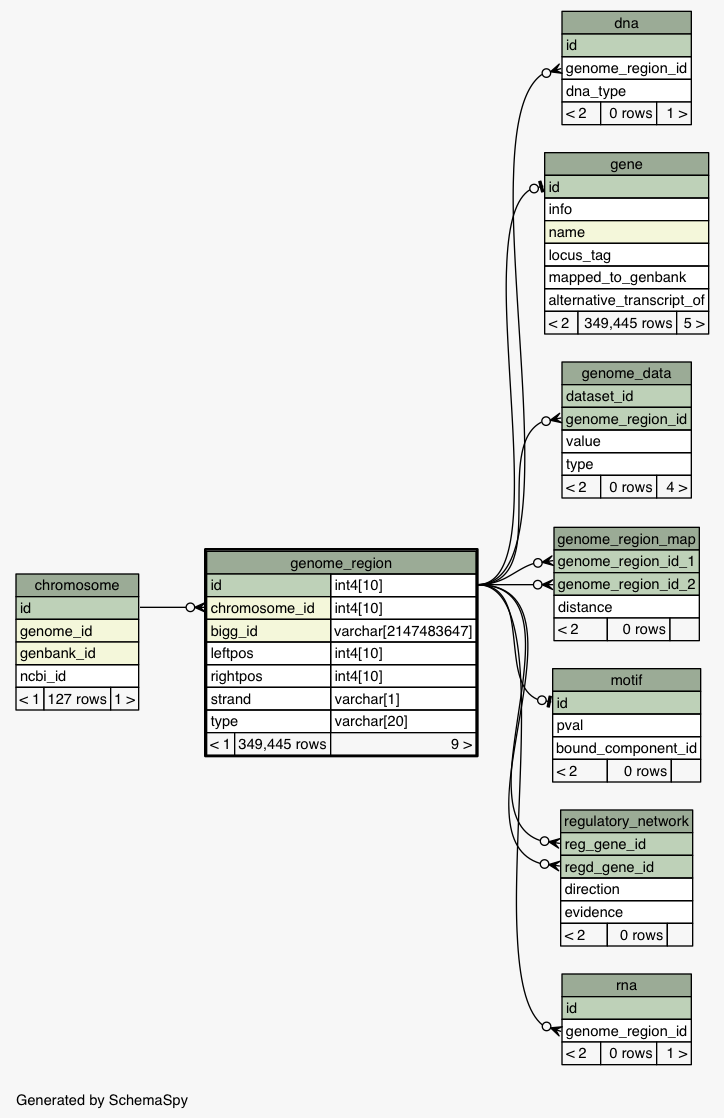 dna
id
genome_region_id
dna_type
< 2 0 rows 1 >
gene
id
info
name
locus_tag
mapped_to_genbank
alternative_transcript_of
< 2 349,445 rows 5 >
genome_data
dataset_id
genome_region_id
value
type
< 2 0 rows 4 >
genome_region_map
genome_region_id_1
genome_region_id_2
distance
< 2 0 rows
chromosome
id
genome_id
genbank_id
ncbi_id
< 1 127 rows 1 >
genome_region
id int4[10]
chromosome_id int4[10]
bigg_id varchar[2147483647]
leftpos int4[10]
rightpos int4[10]
strand varchar[1]
type varchar[20]
< 1 349,445 rows 9 >
motif
id
pval
bound_component_id
< 2 0 rows
regulatory_network
reg_gene_id
regd_gene_id
direction
evidence
< 2 0 rows
rna
id
genome_region_id
< 2 0 rows 1 >
Generated by SchemaSpy